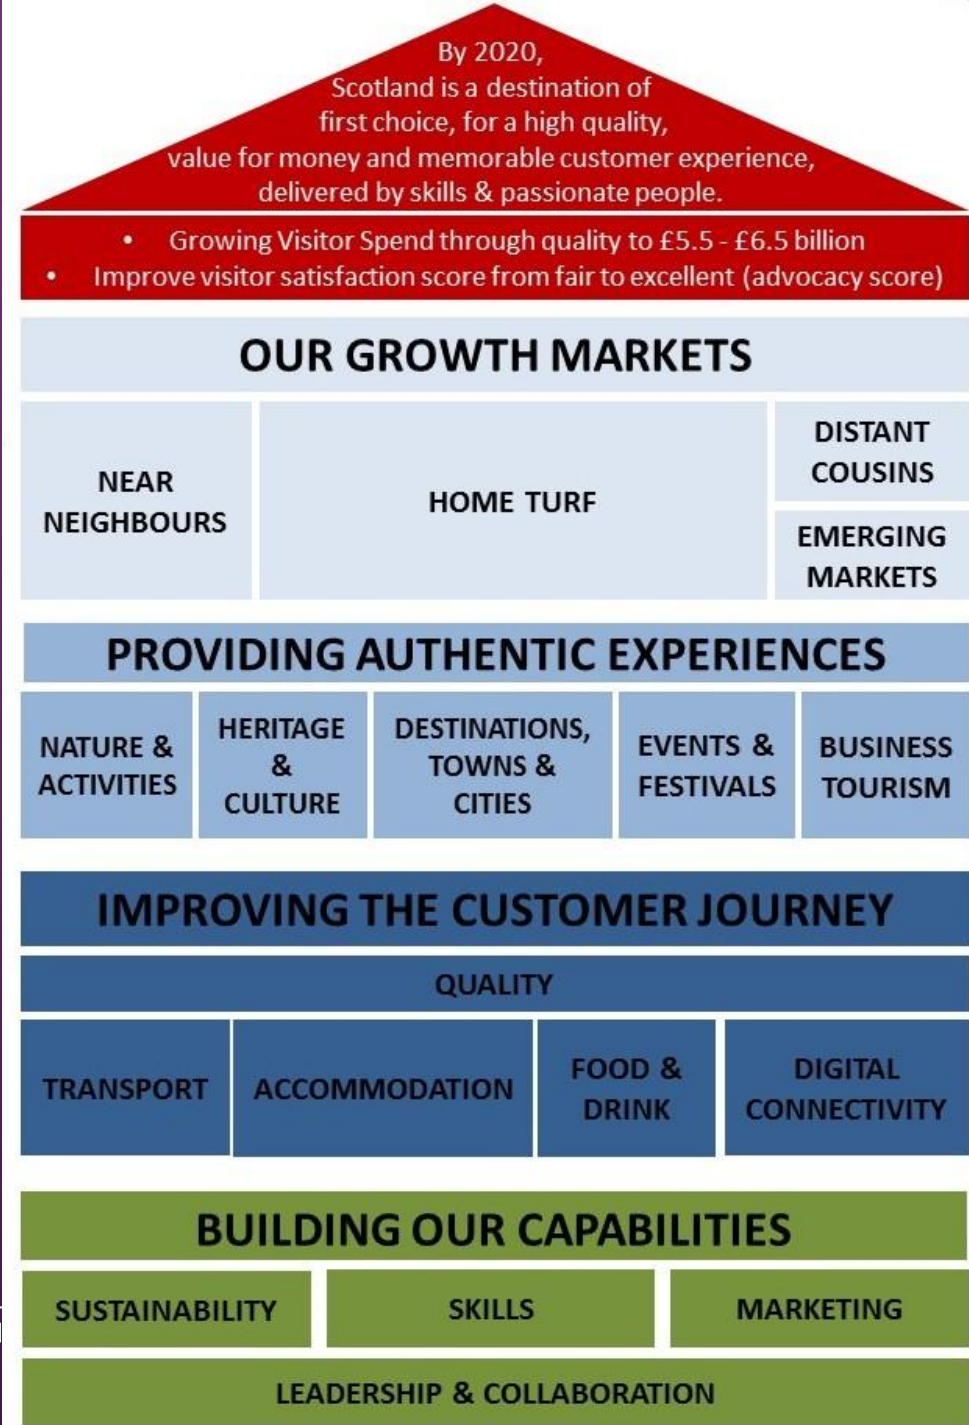 By 2020,
Scotland is a destination of
first choice, for a high quality,
value for money and memorable customer experience,
delivered by skills & passionate people.
• Growing Visitor Spend through quality to £5.5 - £6.5 billion
• Improve visitor satisfaction score from fair to excellent (advocacy score)
OUR GROWTH MARKETS
NEAR
NEIGHBOURS
HOME TURF
DISTANT
COUSINS
EMERGING
MARKETS
PROVIDING AUTHENTIC EXPERIENCES
NATURE &
ACTIVITIES
HERITAGE
&
CULTURE
DESTINATIONS,
TOWNS &
CITIES
EVENTS &
FESTIVALS
BUSINESS
TOURISM
IMPROVING THE CUSTOMER JOURNEY
QUALITY
TRANSPORT
ACCOMMODATION
FOOD &
DRINK
DIGITAL
CONNECTIVITY
BUILDING OUR CAPABILITIES
SUSTAINABILITY
SKILLS
MARKETING
LEADERSHIP & COLLABORATION